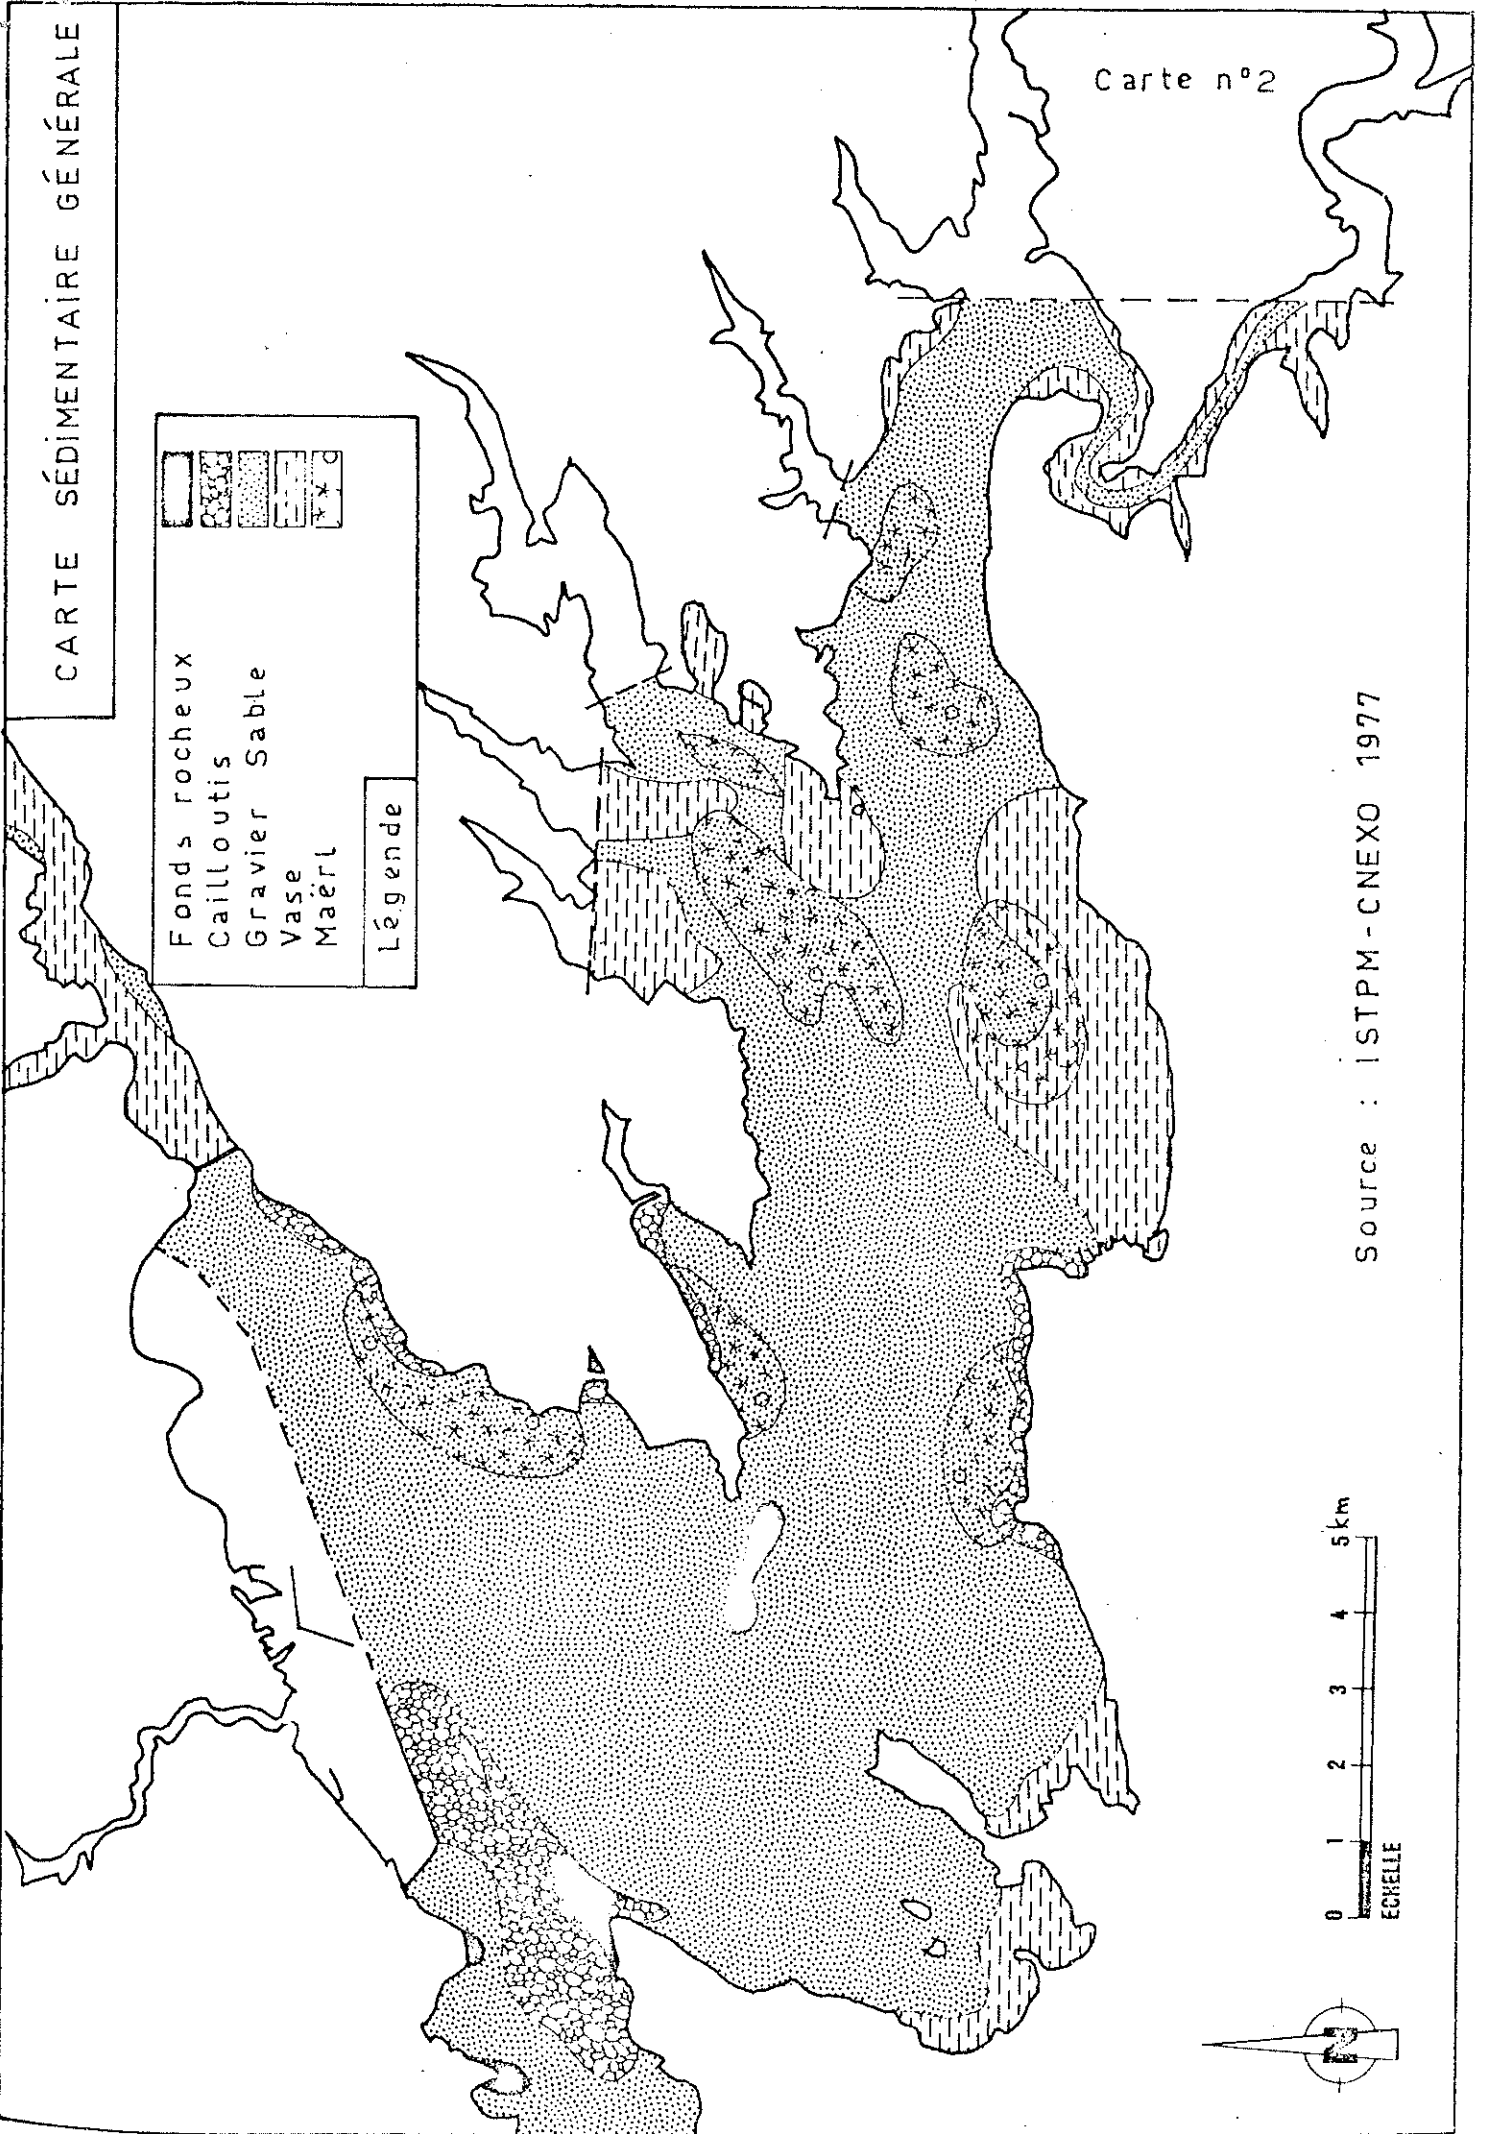 CARTE SÉDIMENTAIRE GÉNÉRALE
Carte n°2
Fonds rocheux
Cailloutis
Gravier Sable
Vase
Maërl
Légende
Source : ISTPM-CNEXO 1977
0 1 2 3 4 5km
ECHELLE
N